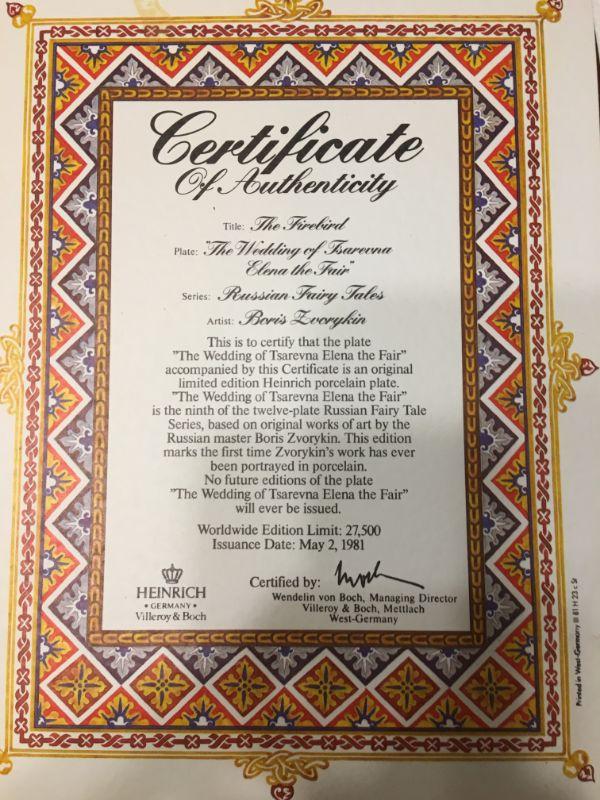 Certificate
Of Authenticity
Title: The Firebird
Plate: "The Wedding of Tsarevna
Elena the Fair"
Series: Russian Fairy Tales
Artist: Boris Zvorykin
This is to certify that the plate
"The Wedding of Tsarevna Elena the Fair"
accompanied by this Certificate is an original
limited edition Heinrich porcelain plate.
"The Wedding of Tsarevna Elena the Fair"
is the ninth of the twelve-plate Russian Fairy Tale
Series, based on original works of art by the
Russian master Boris Zvorykin. This edition
marks the first time Zvorykin's work has ever
been portrayed in porcelain.
No future editions of the plate
"The Wedding of Tsarevna Elena the Fair"
will ever be issued.
Worldwide Edition Limit: 27,500
Issuance Date: May 2, 1981
HEINRICH
• GERMANY •
Villeroy & Boch
Certified by:
Wendelin von Boch, Managing Director
Villeroy & Boch, Mettlach
West-Germany
Printed in West-Germany III 81 H 23 c Sr